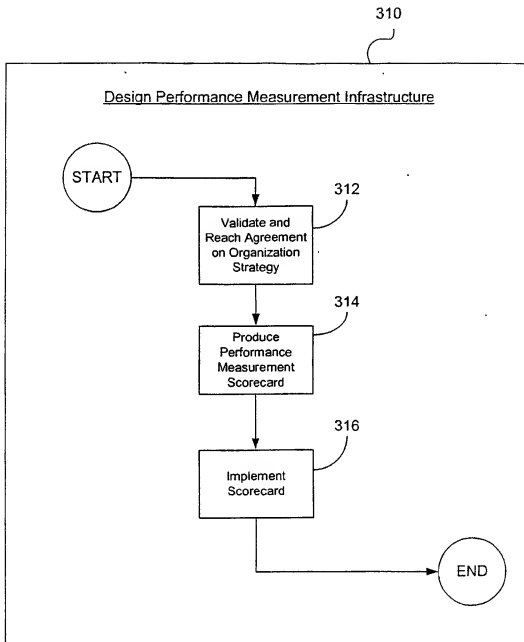 310
Design Performance Measurement Infrastructure
START
312
Validate and
Reach Agreement
on Organization
Strategy
314
Produce
Performance
Measurement
Scorecard
316
Implement
Scorecard
END